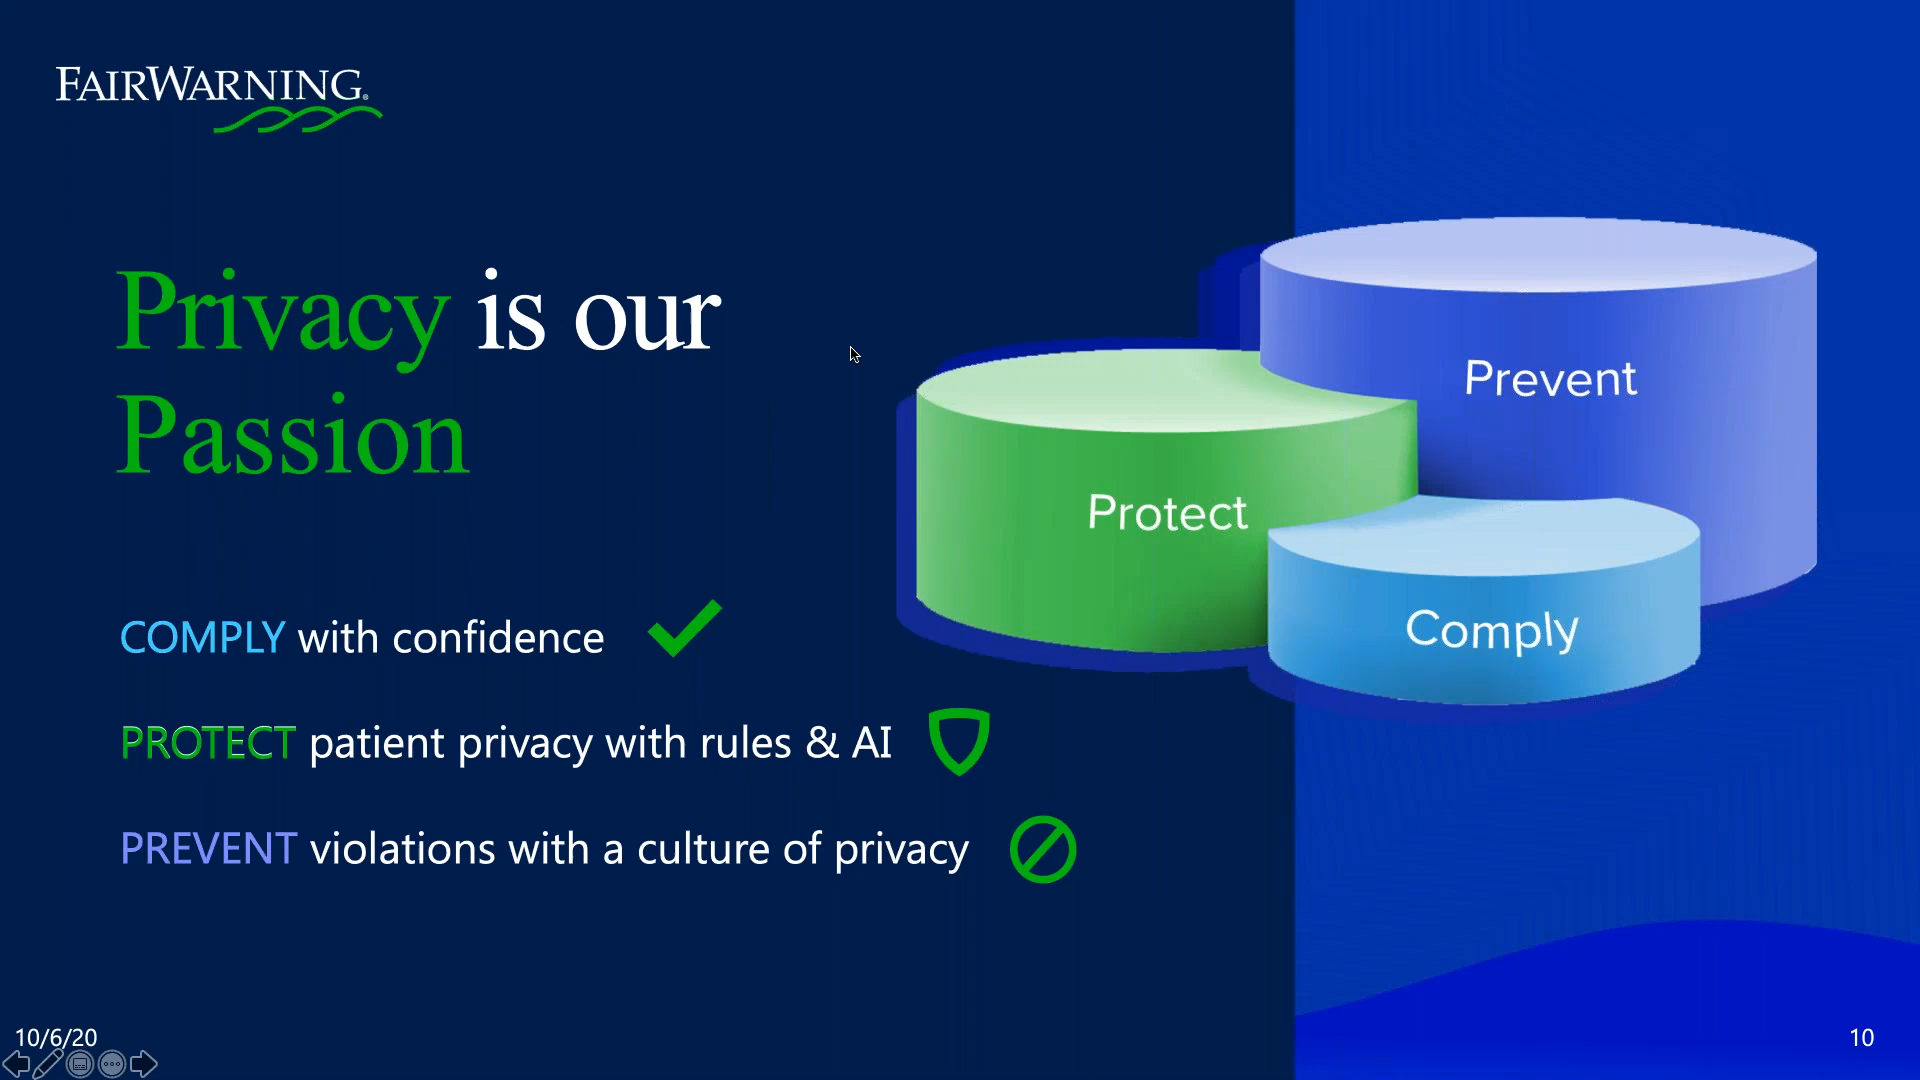 FAIRWARNING®
Privacy is our
Passion
COMPLY with confidence
PROTECT patient privacy with rules & AI
PREVENT violations with a culture of privacy
Prevent
Protect
Comply
10/6/20
10